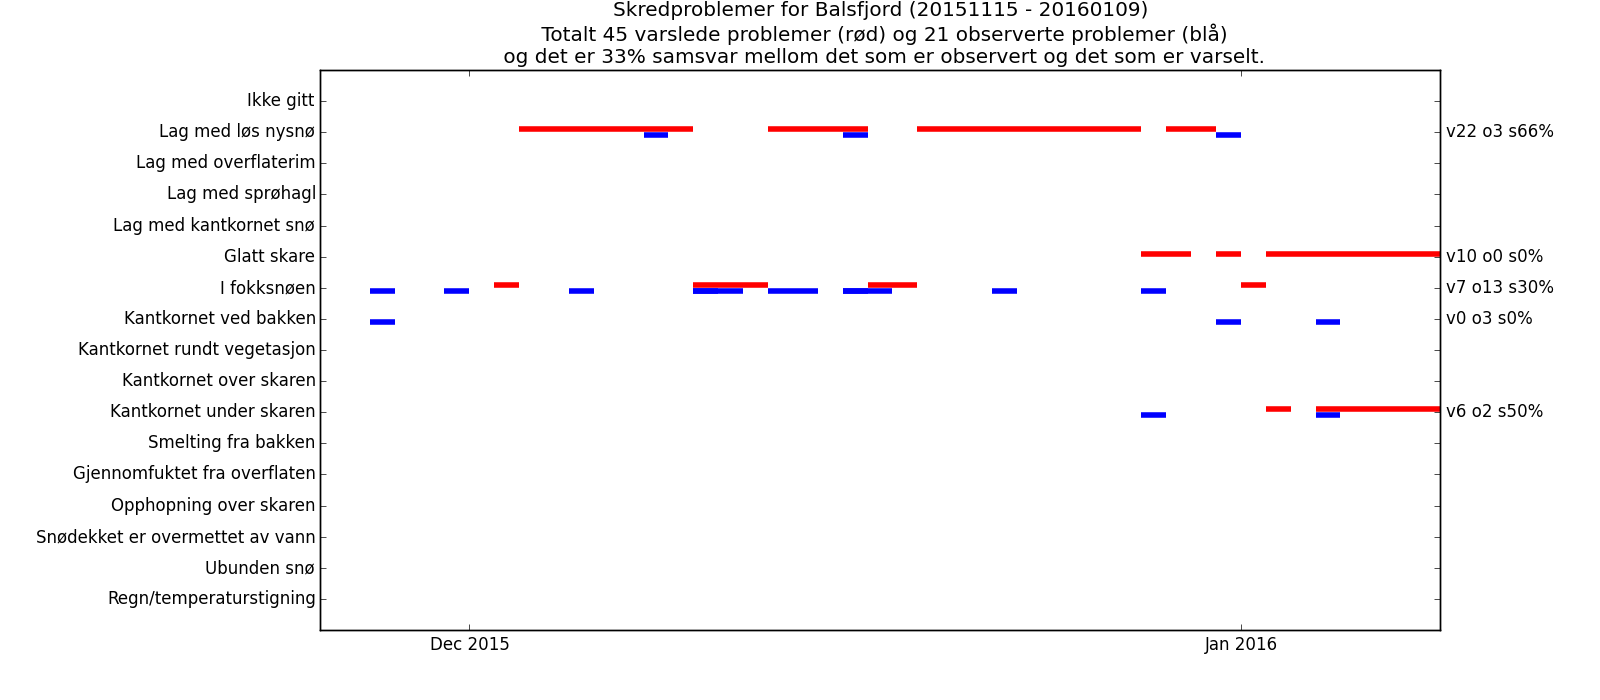 Skredproblemer for Balsfjord (20151115 - 20160109)
Totalt 45 varslede problemer (rød) og 21 observerte problemer (blå)
og det er 33% samsvar mellom det som er observert og det som er varselt.
Ikke gitt
Lag med løs nysnø v22 o3 s66%
Lag med overflaterim
Lag med sprøhagl
Lag med kantkornet snø
Glatt skare v10 o0 s0%
I fokksnøen v7 o13 s30%
Kantkornet ved bakken v0 o3 s0%
Kantkornet rundt vegetasjon
Kantkornet over skaren
Kantkornet under skaren v6 o2 s50%
Smelting fra bakken
Gjennomfuktet fra overflaten
Opphopning over skaren
Snødekket er overmettet av vann
Ubunden snø
Regn/temperaturstigning
Dec 2015 Jan 2016